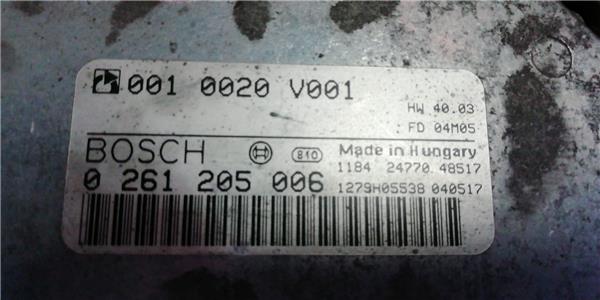 001 0020 V001
HW 40.03
FD 04M05
BOSCH 810 Made in Hungary
1184 24770 48517
0 261 205 006 1279H05538 040517